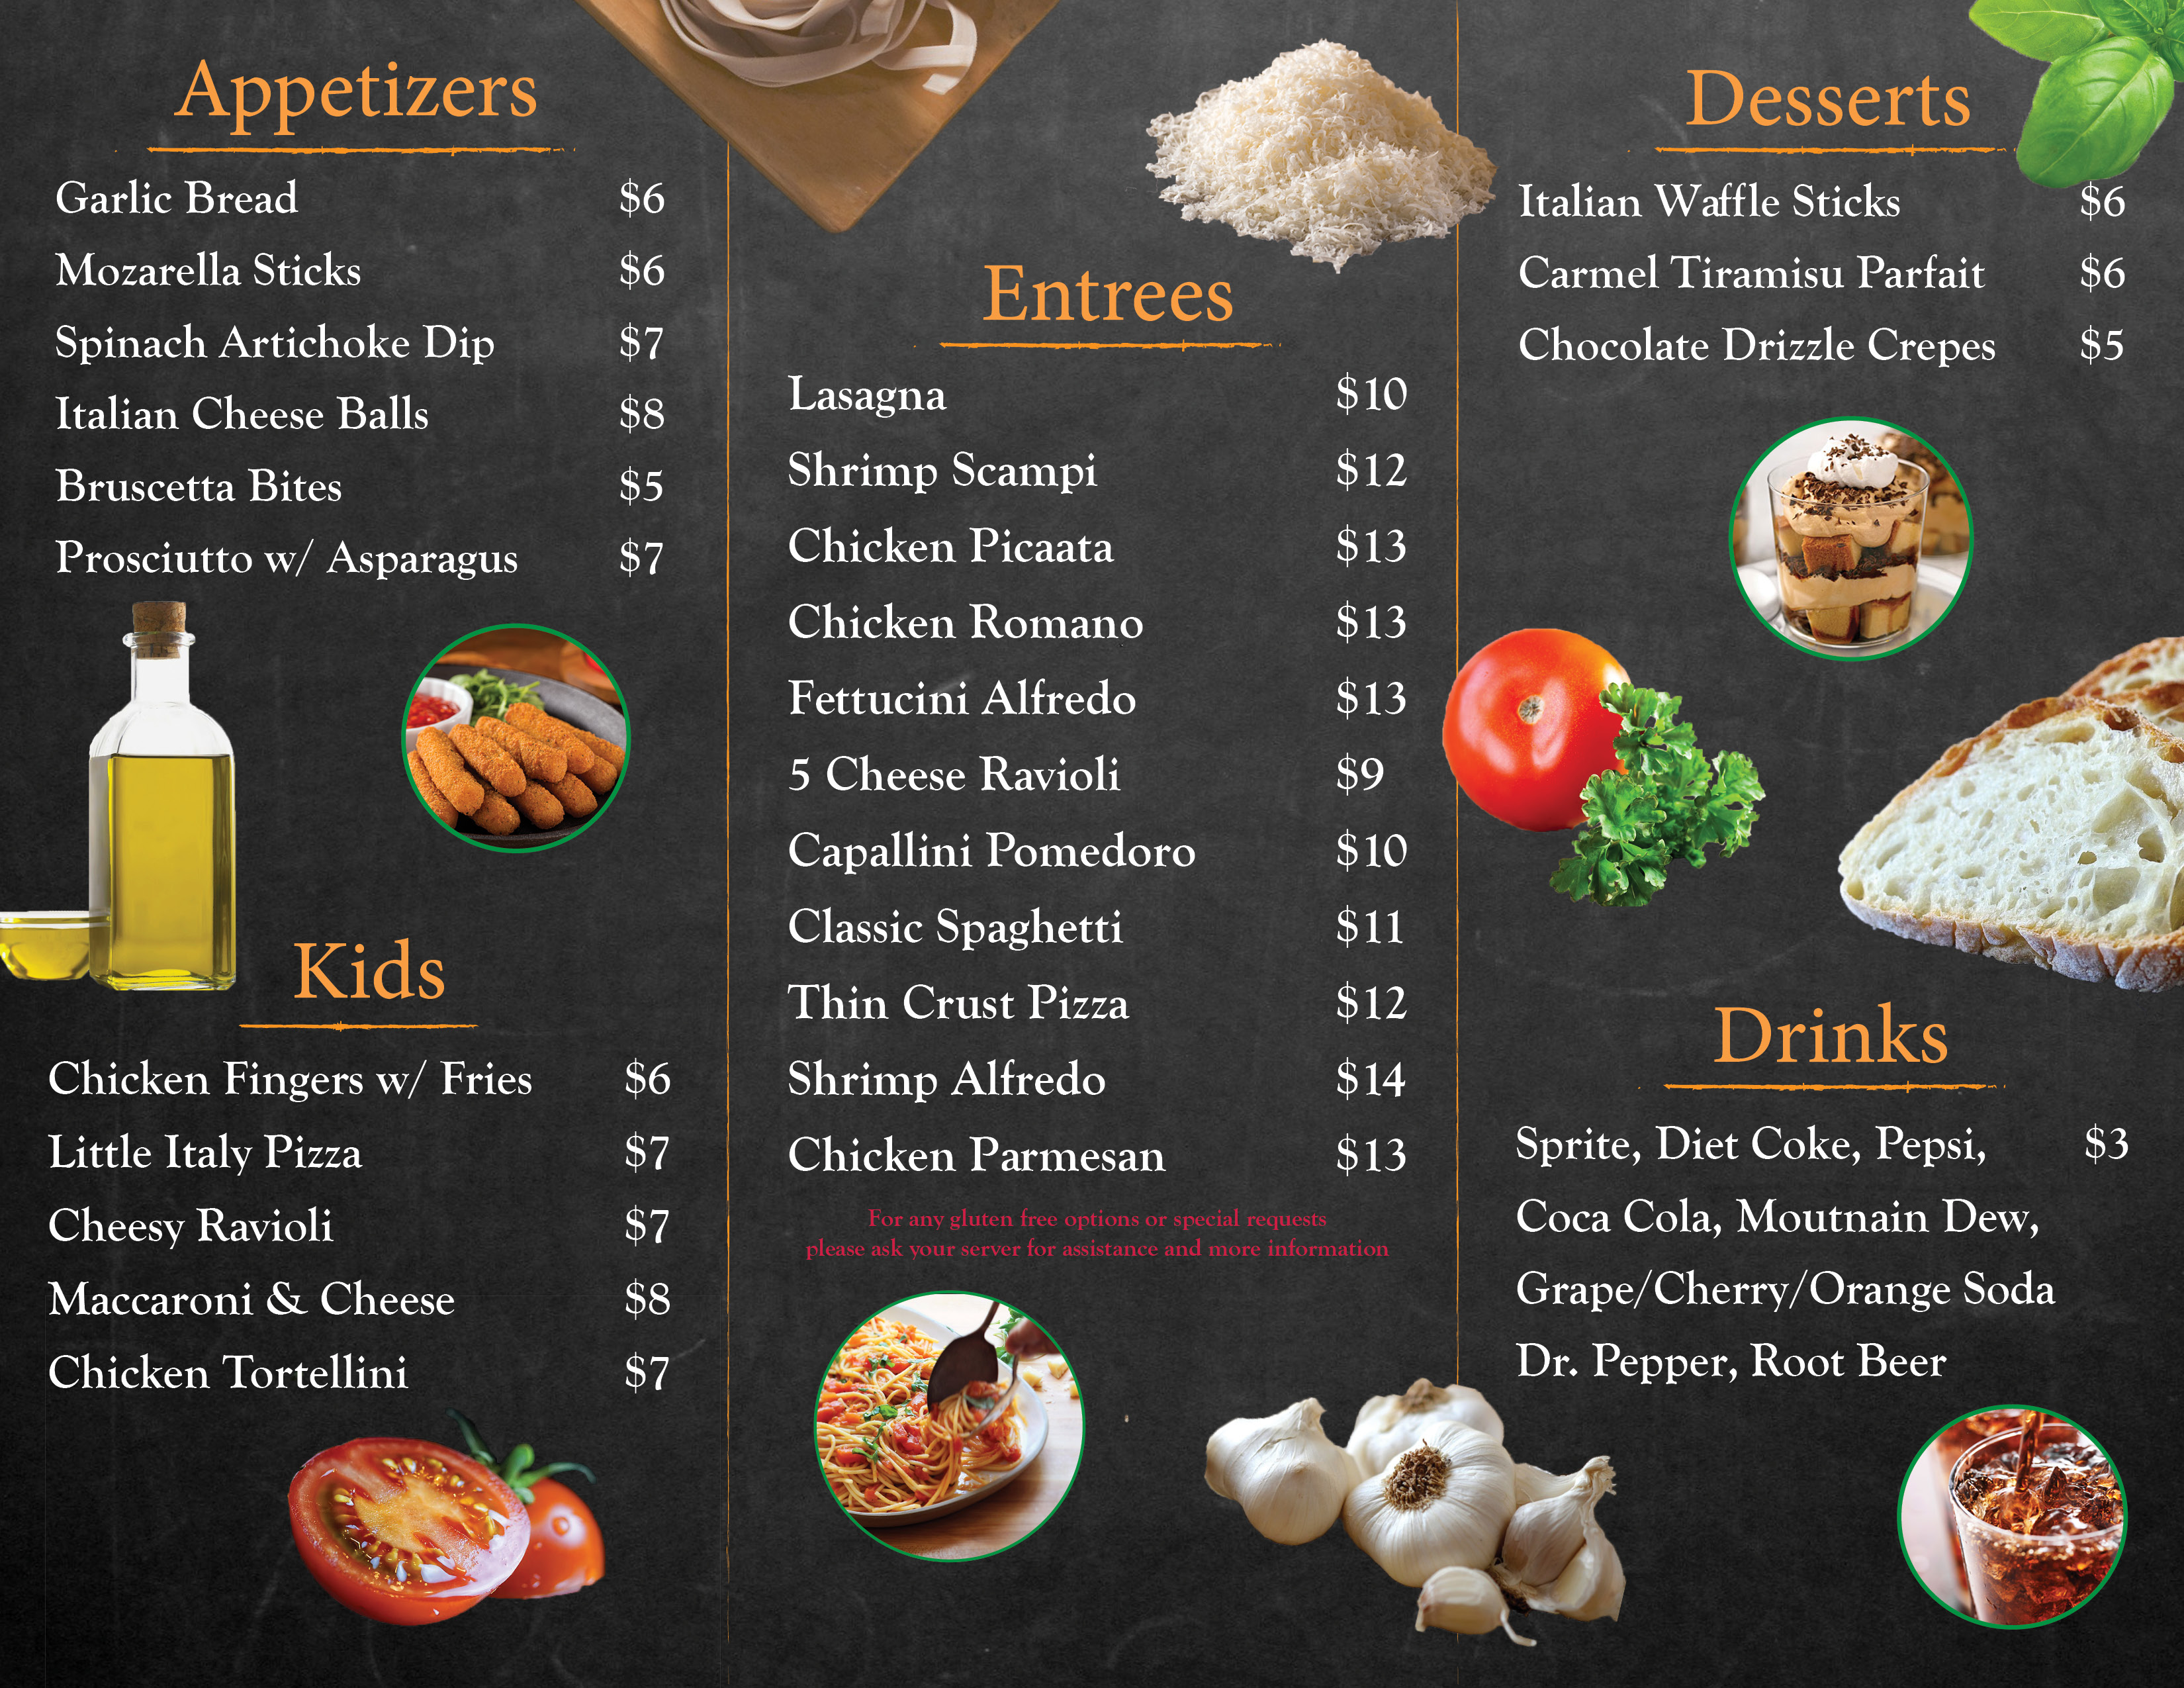 Appetizers
Garlic Bread $6
Mozarella Sticks $6
Spinach Artichoke Dip $7
Italian Cheese Balls $8
Bruscetta Bites $5
Prosciutto w/ Asparagus $7
Kids
Chicken Fingers w/ Fries $6
Little Italy Pizza $7
Cheesy Ravioli $7
Maccaroni & Cheese $8
Chicken Tortellini $7
Entrees
Lasagna $10
Shrimp Scampi $12
Chicken Picaata $13
Chicken Romano $13
Fettucini Alfredo $13
5 Cheese Ravioli $9
Capallini Pomedoro $10
Classic Spaghetti $11
Thin Crust Pizza $12
Shrimp Alfredo $14
Chicken Parmesan $13
For any gluten free options or special requests
please ask your server for assistance and more information
Desserts
Italian Waffle Sticks $6
Carmel Tiramisu Parfait $6
Chocolate Drizzle Crepes $5
Drinks
Sprite, Diet Coke, Pepsi, $3
Coca Cola, Moutnain Dew,
Grape/Cherry/Orange Soda
Dr. Pepper, Root Beer